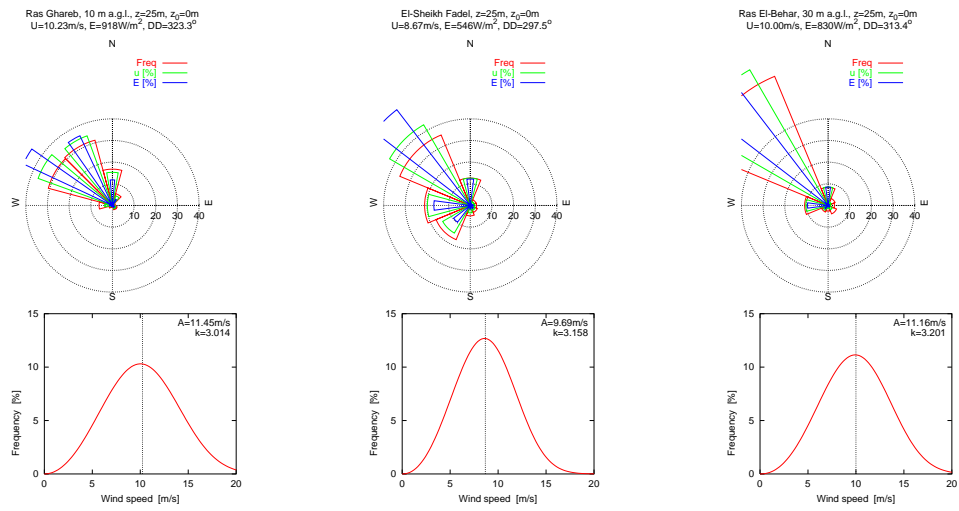 Ras Ghareb, 10 m a.g.l., z=25m, z0=0m
U=10.23m/s, E=918W/m2, DD=323.3o
N
Freq
u [%]
E [%]
W
E
10 20 30 40
S
15
10
5
0
Frequency [%]
A=11.45m/s
k=3.014
0 5 10 15 20
Wind speed [m/s]
El-Sheikh Fadel, z=25m, z0=0m
U=8.67m/s, E=546W/m2, DD=297.5o
N
Freq
u [%]
E [%]
W
E
10 20 30 40
S
15
10
5
0
Frequency [%]
A=9.69m/s
k=3.158
0 5 10 15 20
Wind speed [m/s]
Ras El-Behar, 30 m a.g.l., z=25m, z0=0m
U=10.00m/s, E=830W/m2, DD=313.4o
N
Freq
u [%]
E [%]
W
E
10 20 30 40
S
15
10
5
0
Frequency [%]
A=11.16m/s
k=3.201
0 5 10 15 20
Wind speed [m/s]